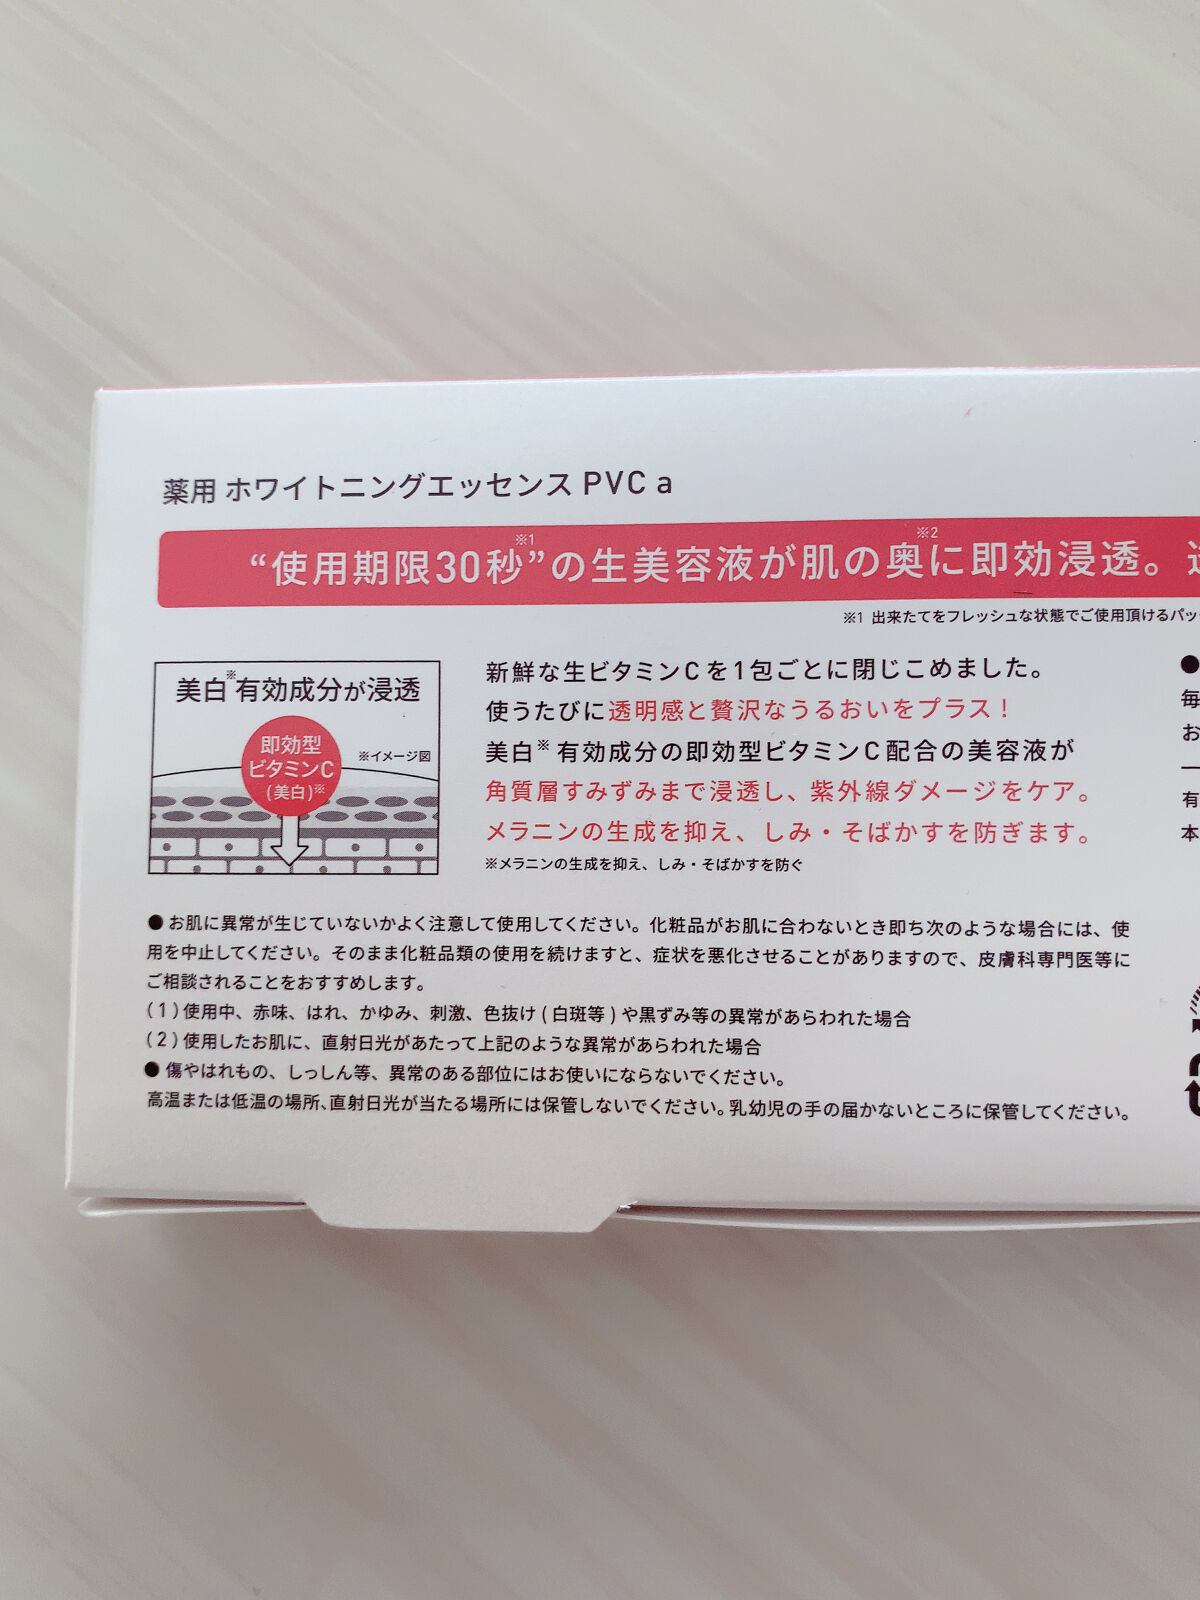 薬用 ホワイトニングエッセンス PVC a
“使用期限30秒※1”の生美容液が肌の奥※2に即効浸透。
※1 出来たてをフレッシュな状態でご使用頂けるパッ
美白※有効成分が浸透
即効型
ビタミンC
(美白)※
※イメージ図
新鮮な生ビタミンCを1包ごとに閉じこめました。
使うたびに透明感と贅沢なうるおいをプラス！
美白※有効成分の即効型ビタミンC配合の美容液が
角質層すみずみまで浸透し、紫外線ダメージをケア。
メラニンの生成を抑え、しみ・そばかすを防ぎます。
※メラニンの生成を抑え、しみ・そばかすを防ぐ
●お肌に異常が生じていないかよく注意して使用してください。化粧品がお肌に合わないとき即ち次のような場合には、使
用を中止してください。そのまま化粧品類の使用を続けますと、症状を悪化させることがありますので、皮膚科専門医等に
ご相談されることをおすすめします。
(1)使用中、赤味、はれ、かゆみ、刺激、色抜け(白斑等)や黒ずみ等の異常があらわれた場合
(2)使用したお肌に、直射日光があたって上記のような異常があらわれた場合
●傷やはれもの、しっしん等、異常のある部位にはお使いにならないでください。
高温または低温の場所、直射日光が当たる場所には保管しないでください。乳幼児の手の届かないところに保管してください。
●
毎
お
一
有
本